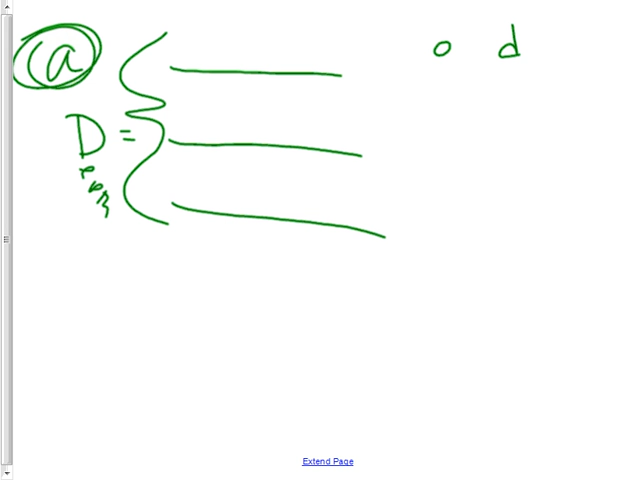 (a)
o d
D =
Extend Page